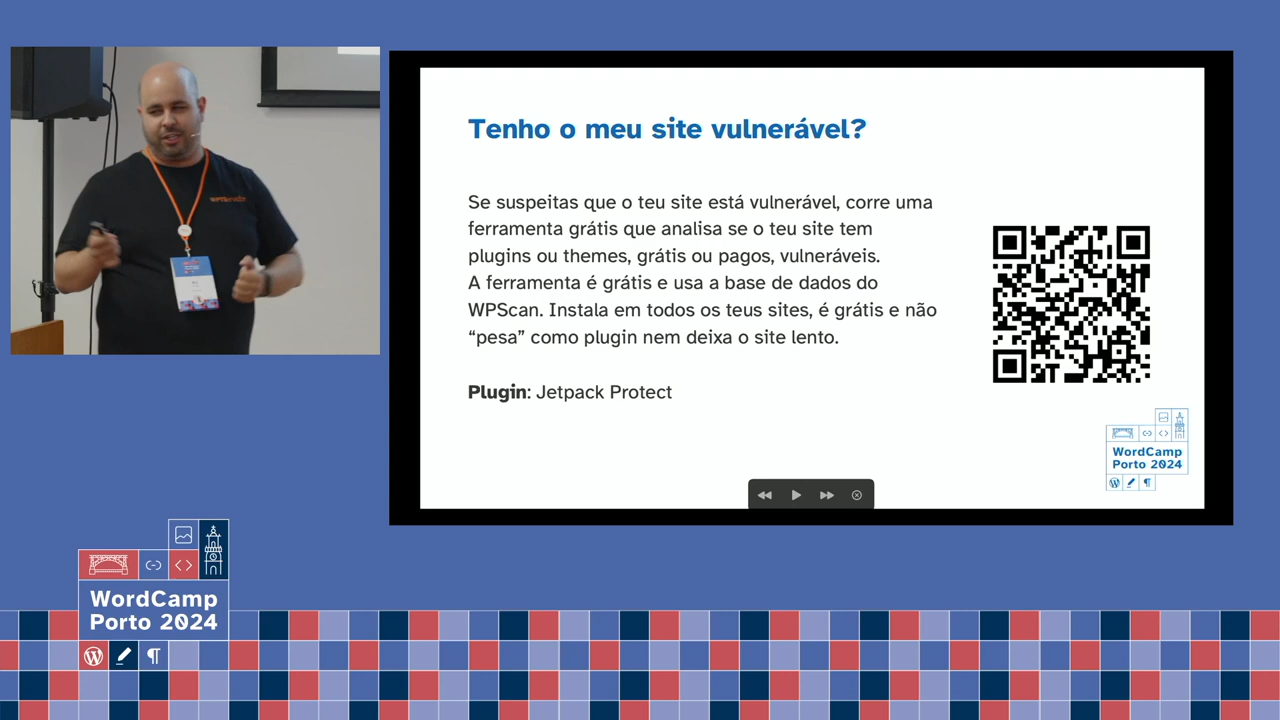 Tenho o meu site vulnerável?
Se suspeitas que o teu site está vulnerável, corre uma
ferramenta grátis que analisa se o teu site tem
plugins ou themes, grátis ou pagos, vulneráveis.
A ferramenta é grátis e usa a base de dados do
WPScan. Instala em todos os teus sites, é grátis e não
“pesa” como plugin nem deixa o site lento.
Plugin: Jetpack Protect
WordCamp
Porto 2024
WordCamp
Porto 2024